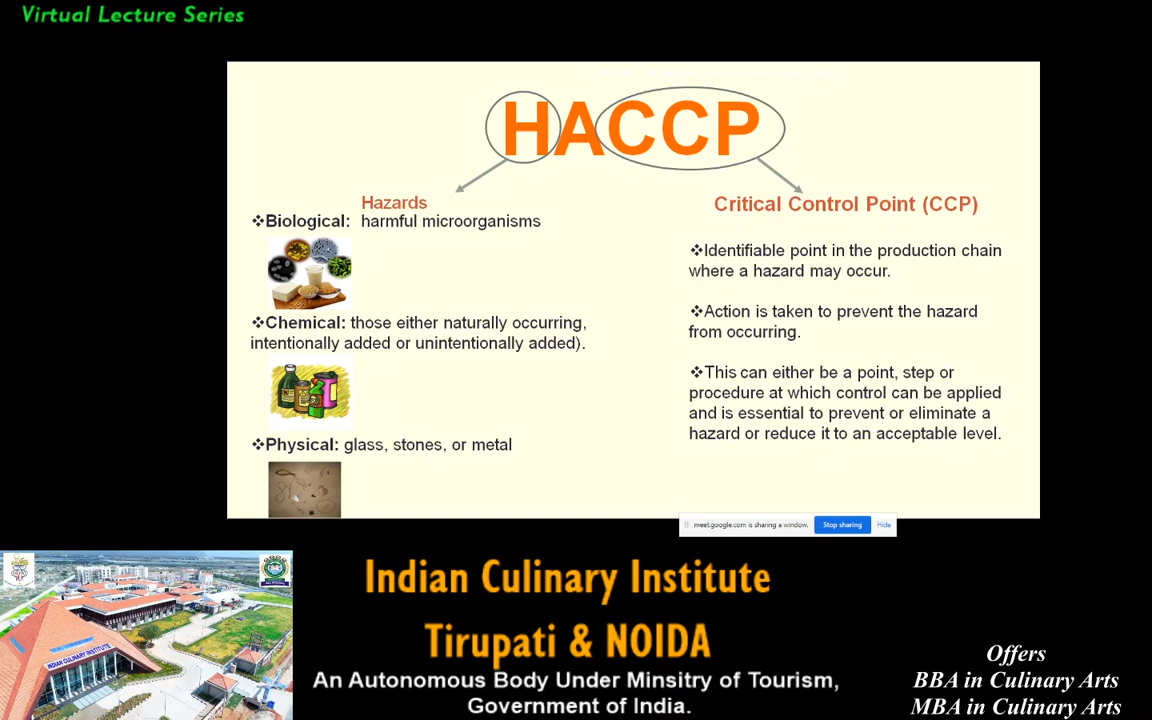 Virtual Lecture Series
HACCP
Hazards
❖Biological: harmful microorganisms
❖Chemical: those either naturally occurring,
intentionally added or unintentionally added).
❖Physical: glass, stones, or metal
Critical Control Point (CCP)
❖Identifiable point in the production chain
where a hazard may occur.
❖Action is taken to prevent the hazard
from occurring.
❖This can either be a point, step or
procedure at which control can be applied
and is essential to prevent or eliminate a
hazard or reduce it to an acceptable level.
meet.google.com is sharing a window. Stop sharing Hide
INDIAN CULINARY INSTITUTE
Indian Culinary Institute
Tirupati & NOIDA
An Autonomous Body Under Minsitry of Tourism,
Government of India.
Offers
BBA in Culinary Arts
MBA in Culinary Arts